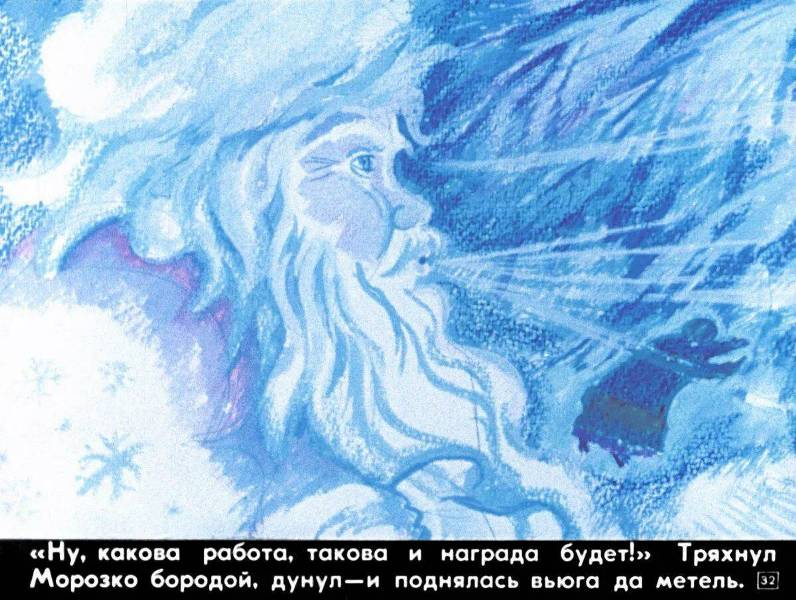 «Ну, какова работа, такова и награда будет!» Тряхнул
Морозко бородой, дунул—и поднялась вьюга да метель. 32